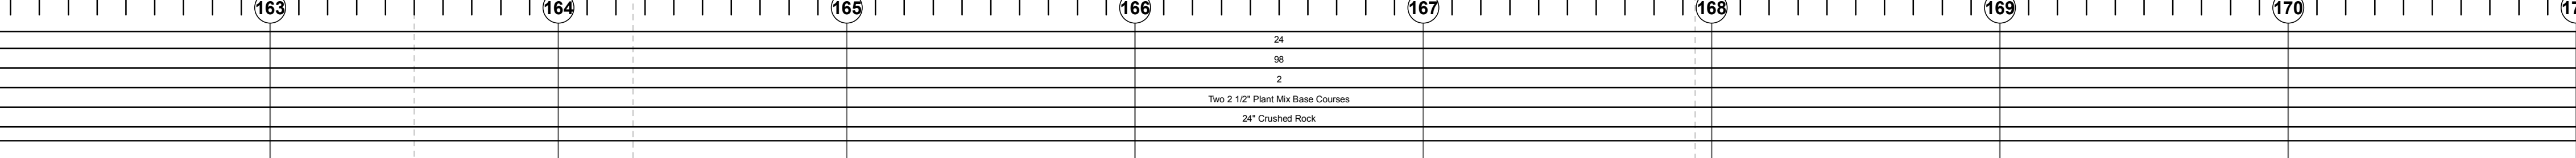 163 164 165 166 167 168 169 170 17
24
98
2
Two 2 1/2" Plant Mix Base Courses
24" Crushed Rock